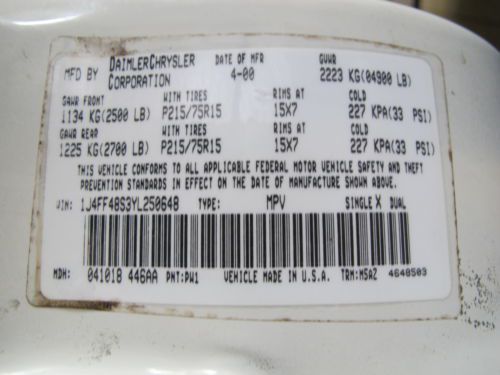 MFD BY DAIMLERCHRYSLER CORPORATION DATE OF MFR 4-00 GVWR 2223 KG(04900 LB)
GAWR FRONT WITH TIRES RIMS AT COLD
1134 KG(2500 LB) P215/75R15 15X7 227 KPA(33 PSI)
GAWR REAR WITH TIRES RIMS AT COLD
1225 KG(2700 LB) P215/75R15 15X7 227 KPA(33 PSI)
THIS VEHICLE CONFORMS TO ALL APPLICABLE FEDERAL MOTOR VEHICLE SAFETY AND THEFT
PREVENTION STANDARDS IN EFFECT ON THE DATE OF MANUFACTURE SHOWN ABOVE.
VIN: 1J4FF48S3YL250648 TYPE: MPV SINGLE X DUAL
MDH: 041018 446AA PNT:PW1 VEHICLE MADE IN U.S.A. TRM:M5AZ 4648503